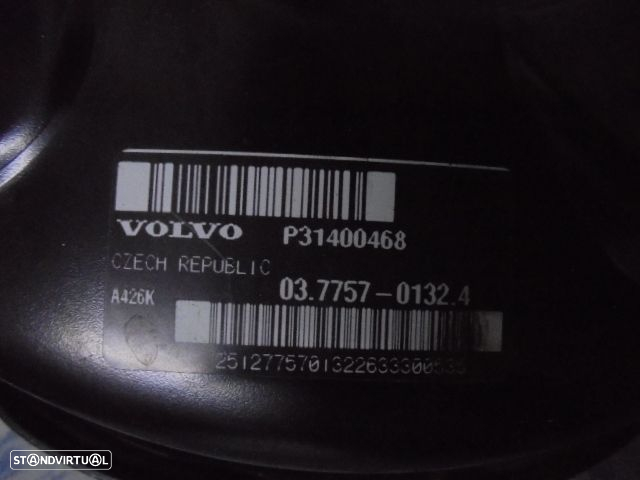 VOLVO P31400468
CZECH REPUBLIC
A426K 03.7757-0132.4
STANDVIRTUAL